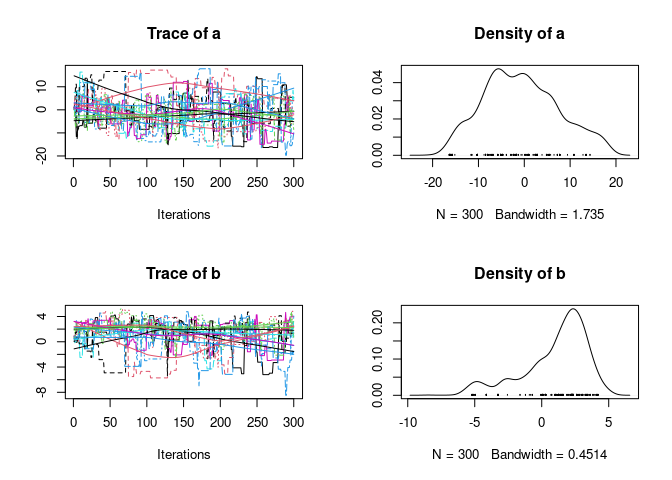 Trace of a
Density of a
-20 0 10
0 50 100 150 200 250 300
Iterations
0.00 0.02 0.04
-20 -10 0 10 20
N = 300 Bandwidth = 1.735
Trace of b
Density of b
-8 -4 0 4
0 50 100 150 200 250 300
Iterations
0.00 0.10 0.20
-10 -5 0 5
N = 300 Bandwidth = 0.4514